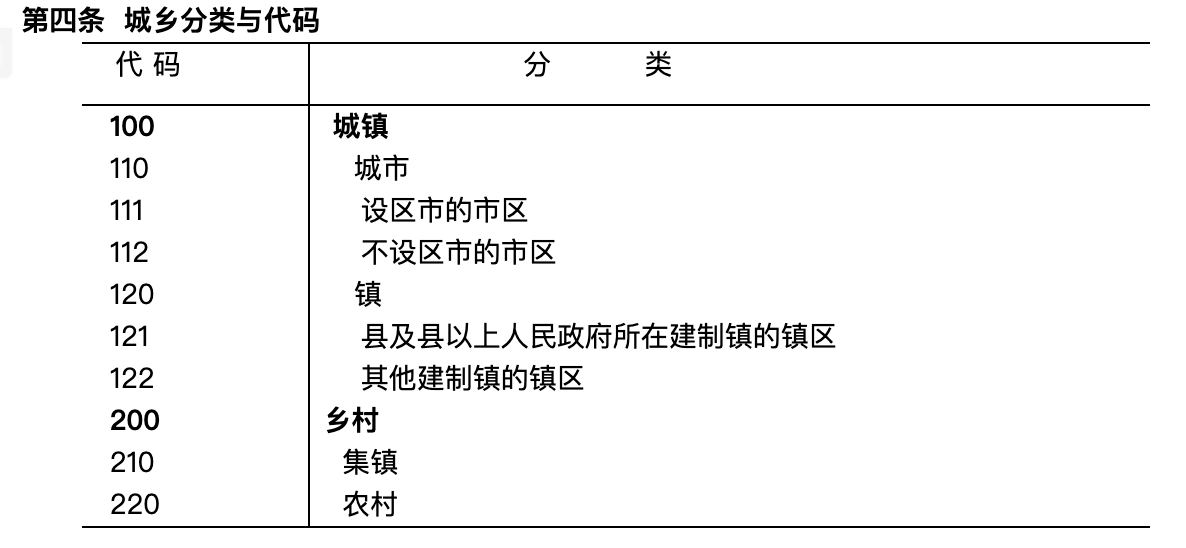 第四条 城乡分类与代码
代 码 分 类
100 城镇
110 城市
111 设区市的市区
112 不设区市的市区
120 镇
121 县及县以上人民政府所在建制镇的镇区
122 其他建制镇的镇区
200 乡村
210 集镇
220 农村